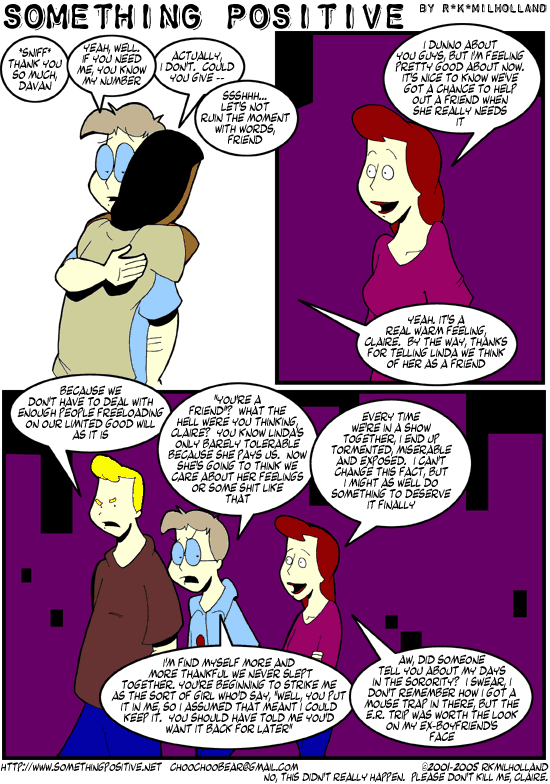 SOMETHING POSITIVE BY R*K*MILHOLLAND
*SNIFF*
THANK YOU
SO MUCH,
DAVAN
YEAH, WELL.
IF YOU NEED
ME, YOU KNOW
MY NUMBER
ACTUALLY,
I DON'T. COULD
YOU GIVE --
SSSHHH...
LET'S NOT
RUIN THE MOMENT
WITH WORDS,
FRIEND
I DUNNO ABOUT
YOU GUYS, BUT I'M FEELING
PRETTY GOOD ABOUT NOW.
IT'S NICE TO KNOW WE'VE
GOT A CHANCE TO HELP
OUT A FRIEND WHEN
SHE REALLY NEEDS
IT
YEAH. IT'S A
REAL WARM FEELING,
CLAIRE. BY THE WAY, THANKS
FOR TELLING LINDA WE THINK
OF HER AS A FRIEND
BECAUSE WE
DON'T HAVE TO DEAL WITH
ENOUGH PEOPLE FREELOADING
ON OUR LIMITED GOOD WILL
AS IT IS
"YOU'RE A
FRIEND"? WHAT THE
HELL WERE YOU THINKING,
CLAIRE? YOU KNOW LINDA'S
ONLY BARELY TOLERABLE
BECAUSE SHE PAYS US. NOW
SHE'S GOING TO THINK WE
CARE ABOUT HER FEELINGS
OR SOME SHIT LIKE
THAT
EVERY TIME
WE'RE IN A SHOW
TOGETHER, I END UP
TORMENTED, MISERABLE
AND EXPOSED. I CAN'T
CHANGE THIS FACT, BUT
I MIGHT AS WELL DO
SOMETHING TO DESERVE
IT FINALLY
I'M FIND MYSELF MORE AND
MORE THANKFUL WE NEVER SLEPT
TOGETHER. YOU'RE BEGINNING TO STRIKE ME
AS THE SORT OF GIRL WHO'D SAY, "WELL, YOU PUT
IT IN ME, SO I ASSUMED THAT MEANT I COULD
KEEP IT. YOU SHOULD HAVE TOLD ME YOU'D
WANT IT BACK FOR LATER"
AW, DID SOMEONE
TELL YOU ABOUT MY DAYS
IN THE SORORITY? I SWEAR, I
DON'T REMEMBER HOW I GOT A
MOUSE TRAP IN THERE, BUT THE
E.R. TRIP WAS WORTH THE LOOK
ON MY EX-BOYFRIEND'S
FACE
HTTP://WWW.SOMETHINGPOSITIVE.NET CHOOCHOOBEAR@GMAIL.COM ©2001-2005 RKMILHOLLAND
NO, THIS DIDN'T REALLY HAPPEN. PLEASE DON'T KILL ME, CLAIRE.